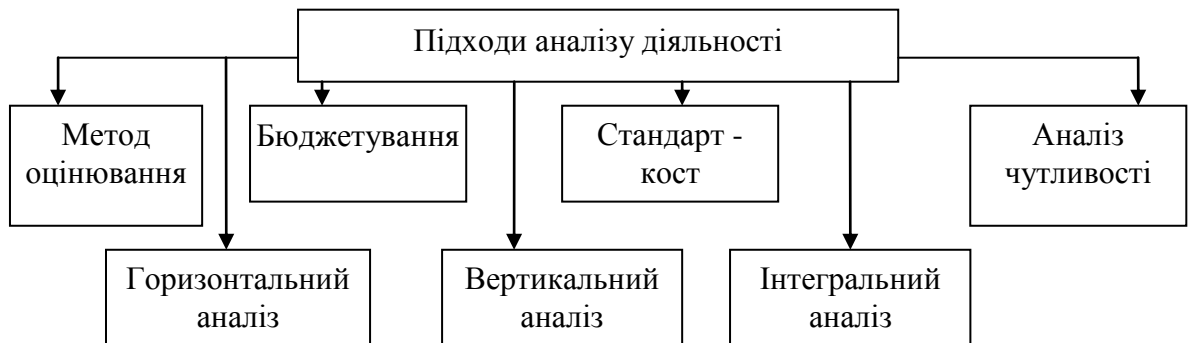 Підходи аналізу діяльності
Метод
оцінювання
Бюджетування
Стандарт -
кост
Аналіз
чутливості
Горизонтальний
аналіз
Вертикальний
аналіз
Інтегральний
аналіз